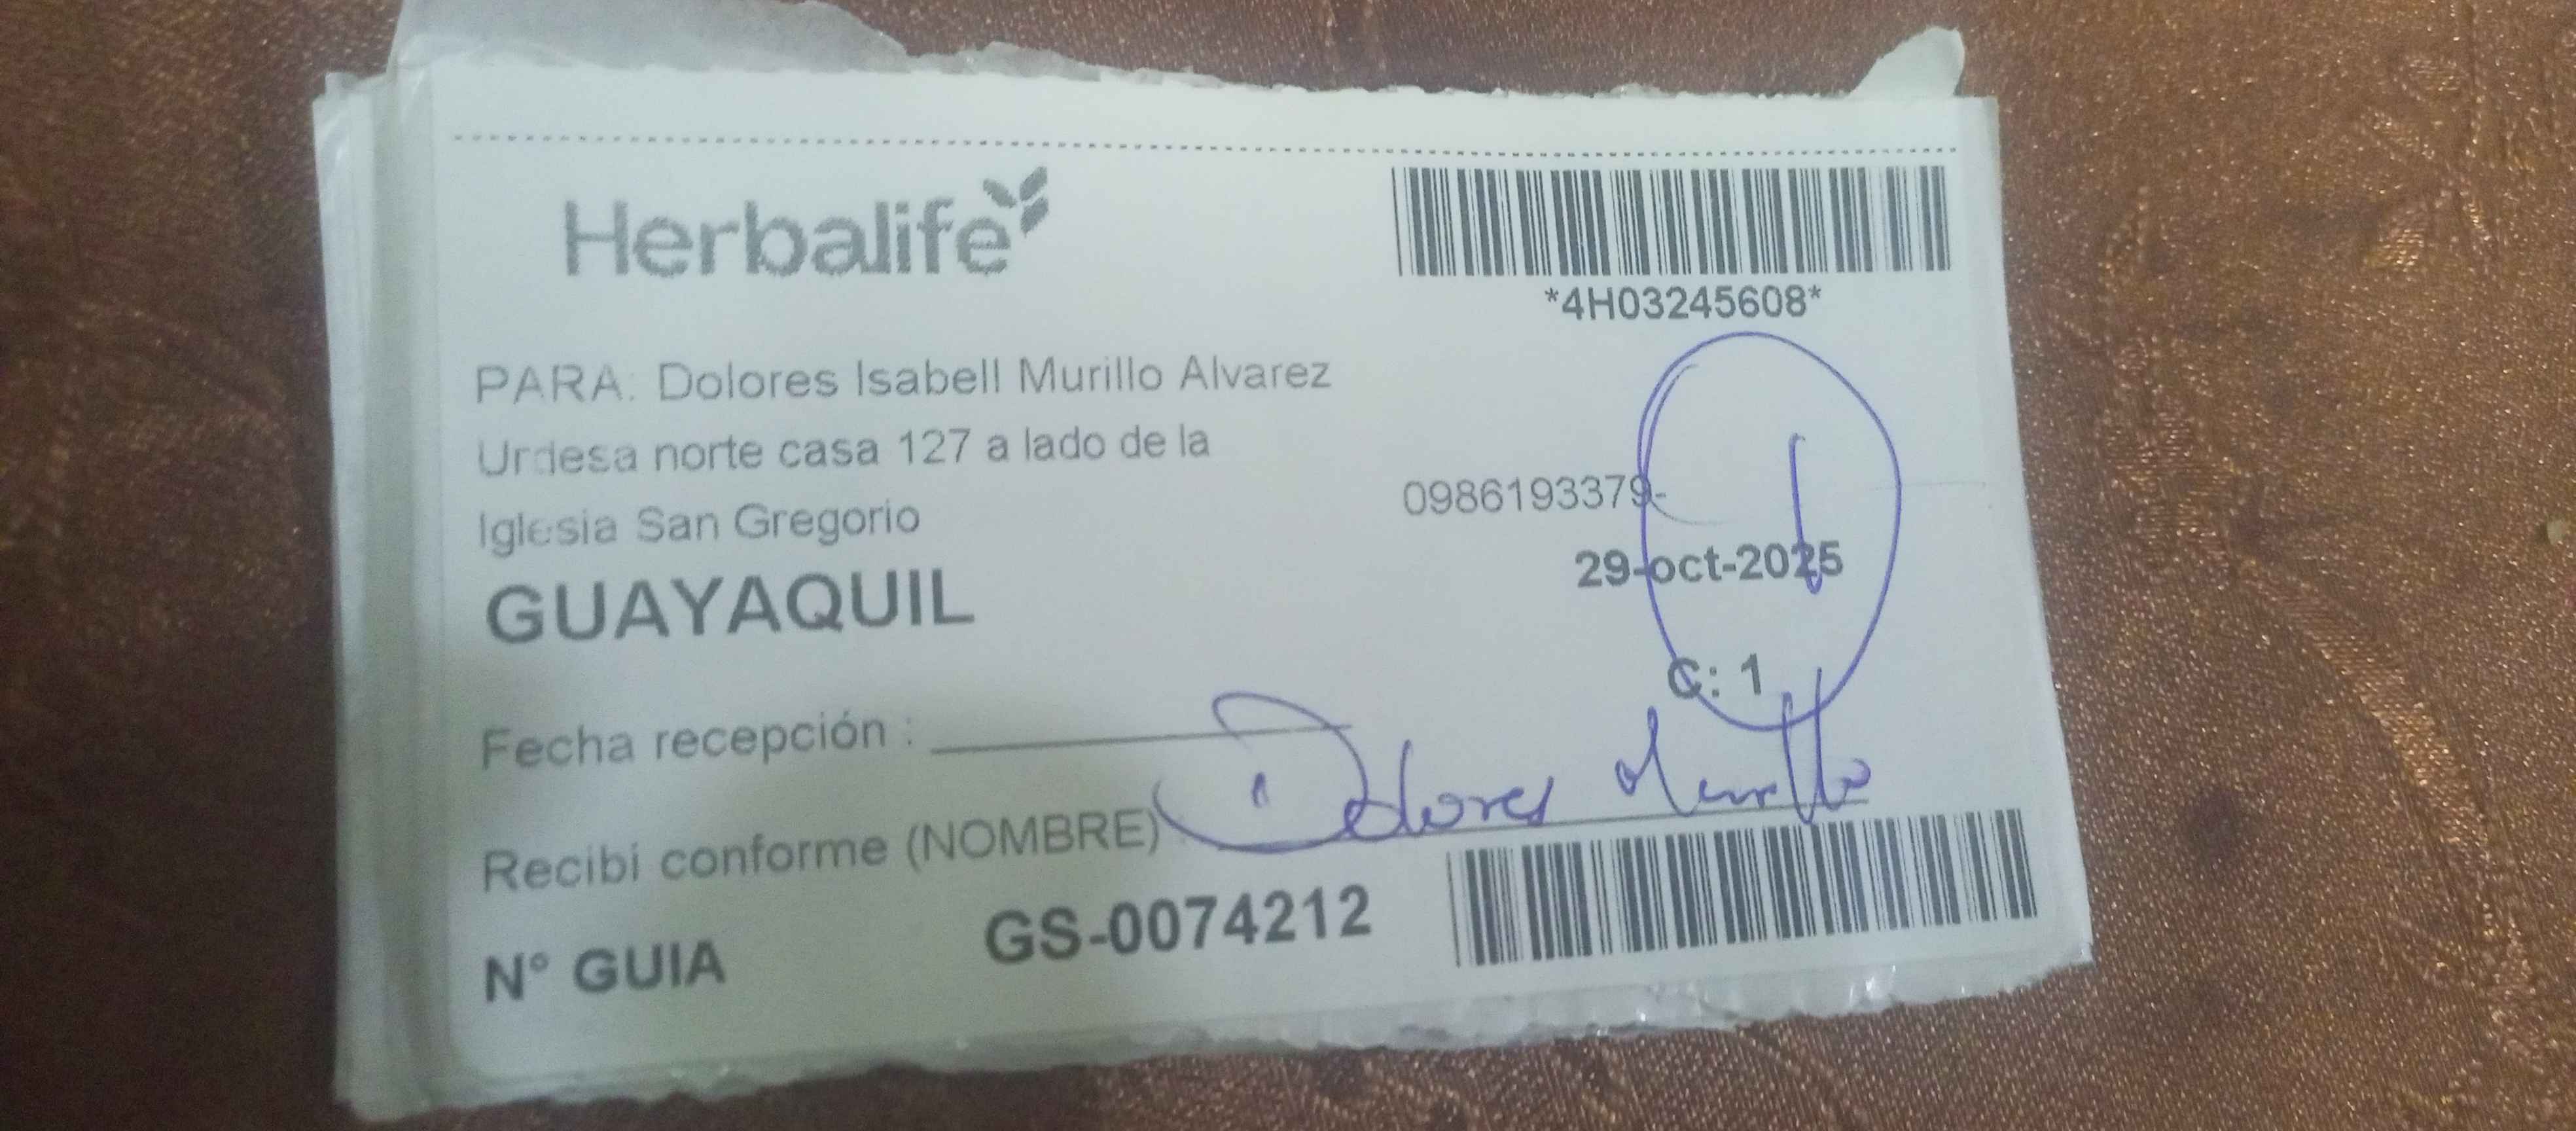 Herbalife
*4H03245608*
PARA: Dolores Isabell Murillo Alvarez
Urdesa norte casa 127 a lado de la
Iglesia San Gregorio
0986193379-
GUAYAQUIL
29-oct-2025
C: 1
Fecha recepción :
Recibi conforme (NOMBRE) Dolores Murillo
N° GUIA GS-0074212